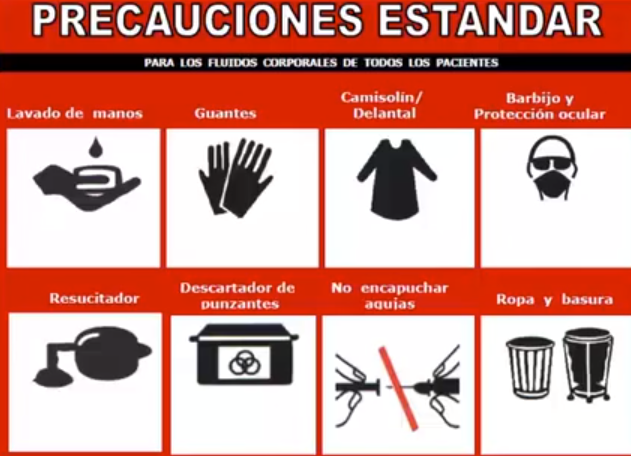 PRECAUCIONES ESTANDAR
PARA LOS FLUIDOS CORPORALES DE TODOS LOS PACIENTES
Lavado de manos
Guantes
Camisolín/
Delantal
Barbijo y
Protección ocular
Resucitador
Descartador de
punzantes
No encapuchar
agujas
Ropa y basura